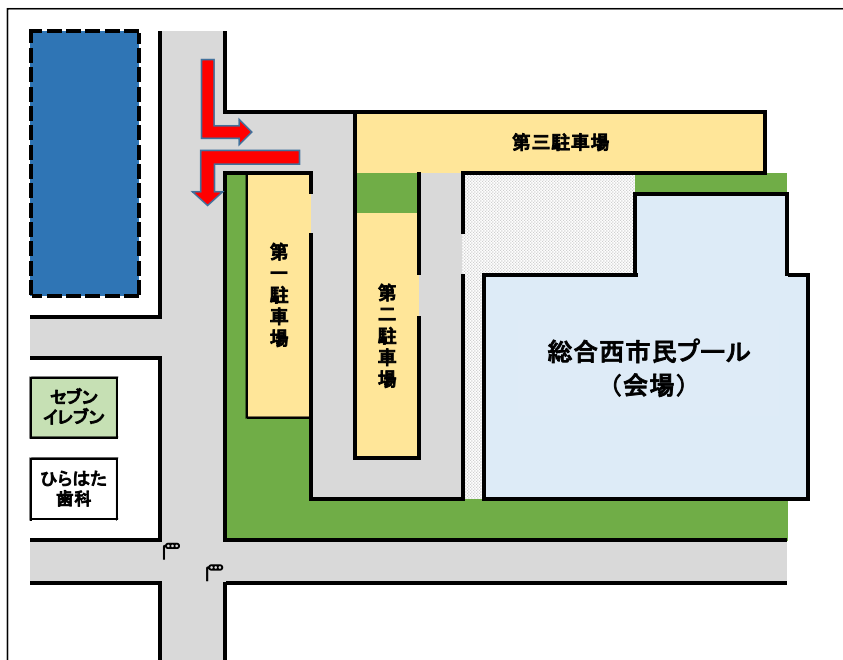 第三駐車場
第一駐車場
第二駐車場
総合西市民プール
（会場）
セブン
イレブン
ひらはた
歯科